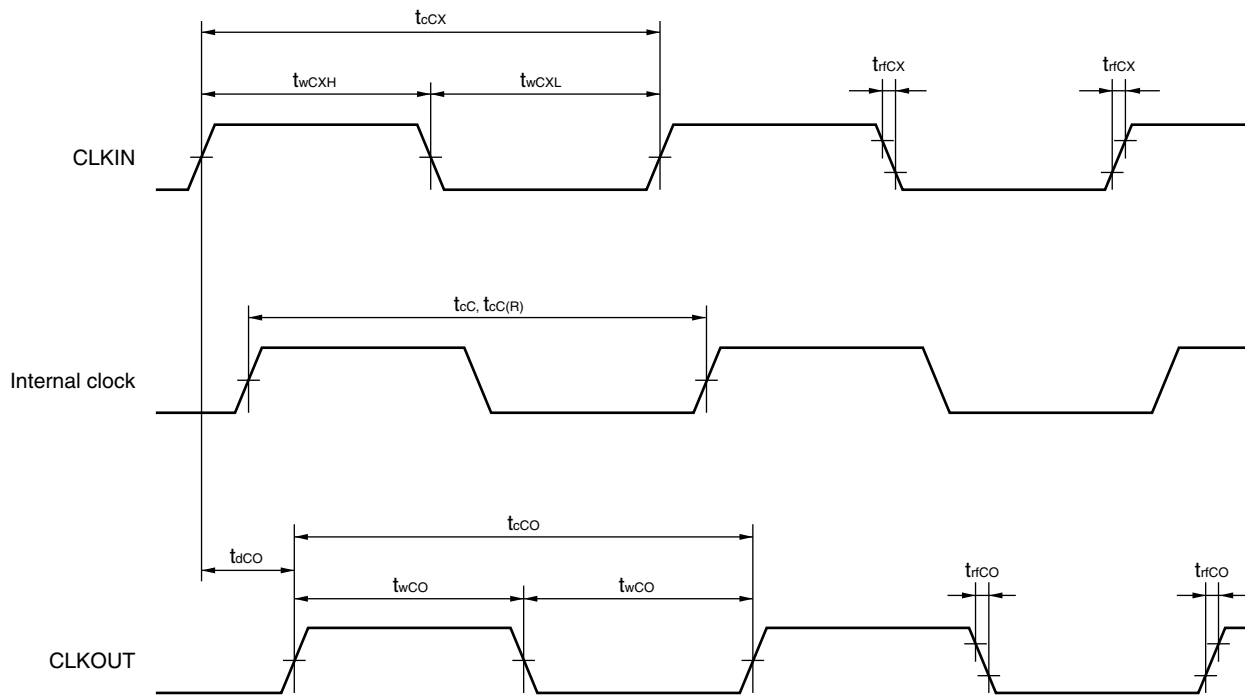 tcCX
twCXH
twCXL
trfCX
trfCX
CLKIN
tcC, tcC(R)
Internal clock
tcCO
tdCO
twCO
twCO
trfCO
trfCO
CLKOUT